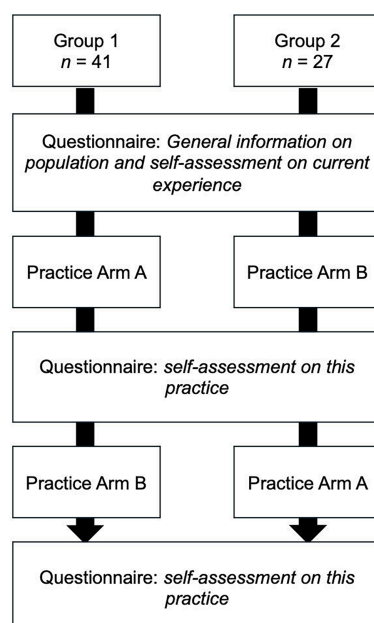 Group 1
n = 41
Group 2
n = 27
Questionnaire: General information on
population and self-assessment on current
experience
Practice Arm A
Practice Arm B
Questionnaire: self-assessment on this
practice
Practice Arm B
Practice Arm A
Questionnaire: self-assessment on this
practice